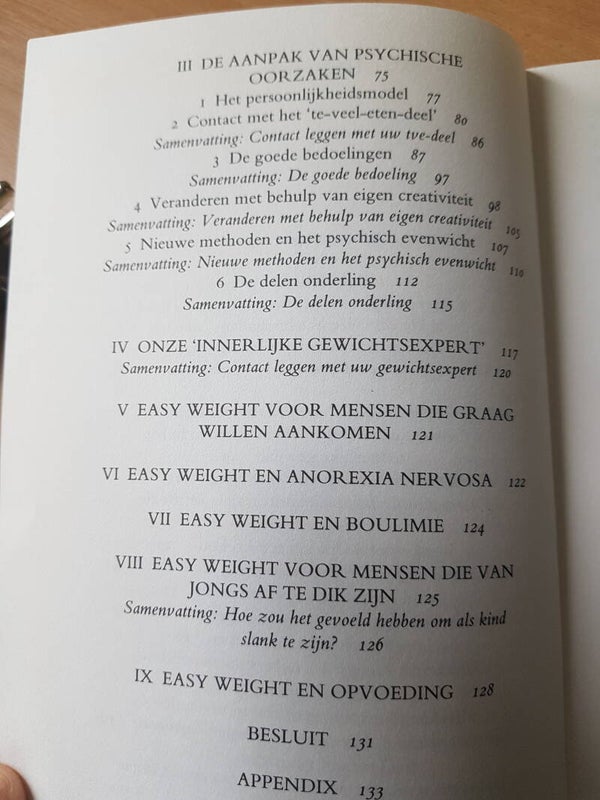 III DE AANPAK VAN PSYCHISCHE
OORZAKEN 75
1 Het persoonlijkheidsmodel 77
2 Contact met het 'te-veel-eten-deel' 80
Samenvatting: Contact leggen met uw tve-deel 86
3 De goede bedoelingen 87
Samenvatting: De goede bedoeling 97
4 Veranderen met behulp van eigen creativiteit 98
Samenvatting: Veranderen met behulp van eigen creativiteit 105
5 Nieuwe methoden en het psychisch evenwicht 107
Samenvatting: Nieuwe methoden en het psychisch evenwicht 110
6 De delen onderling 112
Samenvatting: De delen onderling 115
IV ONZE 'INNERLIJKE GEWICHTSEXPERT' 117
Samenvatting: Contact leggen met uw gewichtsexpert 120
V EASY WEIGHT VOOR MENSEN DIE GRAAG
WILLEN AANKOMEN 121
VI EASY WEIGHT EN ANOREXIA NERVOSA 122
VII EASY WEIGHT EN BOULIMIE 124
VIII EASY WEIGHT VOOR MENSEN DIE VAN
JONGS AF TE DIK ZIJN 125
Samenvatting: Hoe zou het gevoeld hebben om als kind
slank te zijn? 126
IX EASY WEIGHT EN OPVOEDING 128
BESLUIT 131
APPENDIX 133